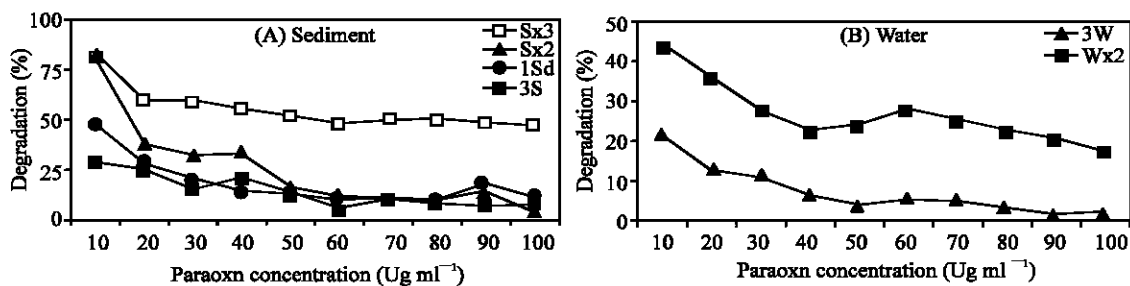 (A) Sediment
Sx3
Sx2
1Sd
3S
Degradation (%)
100
75
50
25
0
10 20 30 40 50 60 70 80 90 100
Paraoxn concentration (Ug ml⁻¹)
(B) Water
3W
Wx2
Degradation (%)
50
40
30
20
10
0
10 20 30 40 50 60 70 80 90 100
Paraoxn concentration (Ug ml ⁻¹)